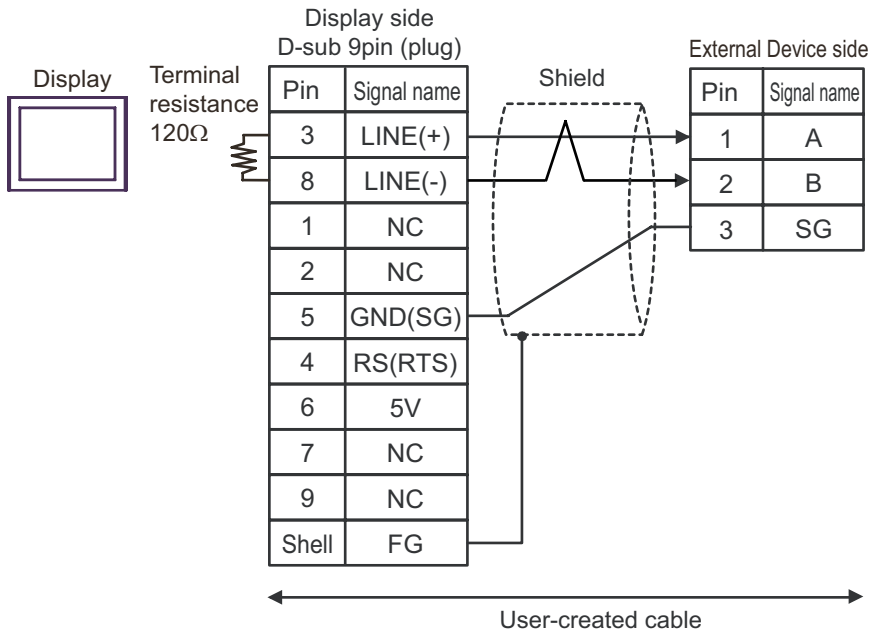 Display side
D-sub 9pin (plug)
External Device side
Display
Terminal
resistance
120Ω
Shield
Pin Signal name
3 LINE(+)
8 LINE(-)
1 NC
2 NC
5 GND(SG)
4 RS(RTS)
6 5V
7 NC
9 NC
Shell FG
Pin Signal name
1 A
2 B
3 SG
User-created cable